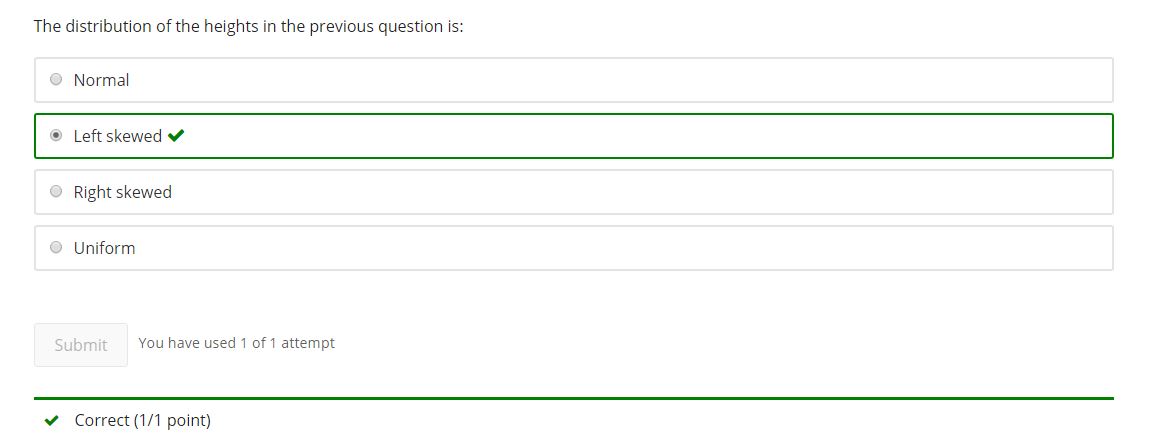 The distribution of the heights in the previous question is:
Normal
Left skewed
Right skewed
Uniform
Submit You have used 1 of 1 attempt
Correct (1/1 point)